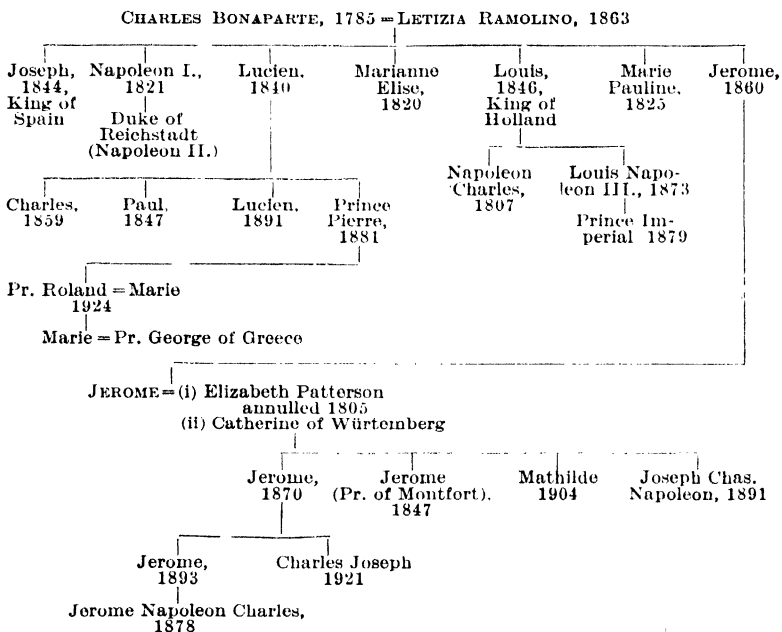 CHARLES BONAPARTE, 1785 = LETIZIA RAMOLINO, 1863
Joseph, Napoleon I., Lucien, Marianne Louis, Marie Jerome,
1844, 1821 1840 Elise, 1846, Pauline, 1860
King of 1820 King of 1825
Spain Duke of Holland
Reichstadt
(Napoleon II.)
Napoleon Louis Napo-
Charles, leon III., 1873
1807
Charles, Paul, Lucien, Prince
1859 1847 1891 Pierre,
1881
Prince Im-
perial 1879
Pr. Roland = Marie
1924
Marie = Pr. George of Greece
JEROME = (i) Elizabeth Patterson
annulled 1805
(ii) Catherine of Würtemberg
Jerome, Jerome Mathilde Joseph Chas.
1870 (Pr. of Montfort), 1904 Napoleon, 1891
1847
Jerome, Charles Joseph
1893 1921
Jerome Napoleon Charles,
1878